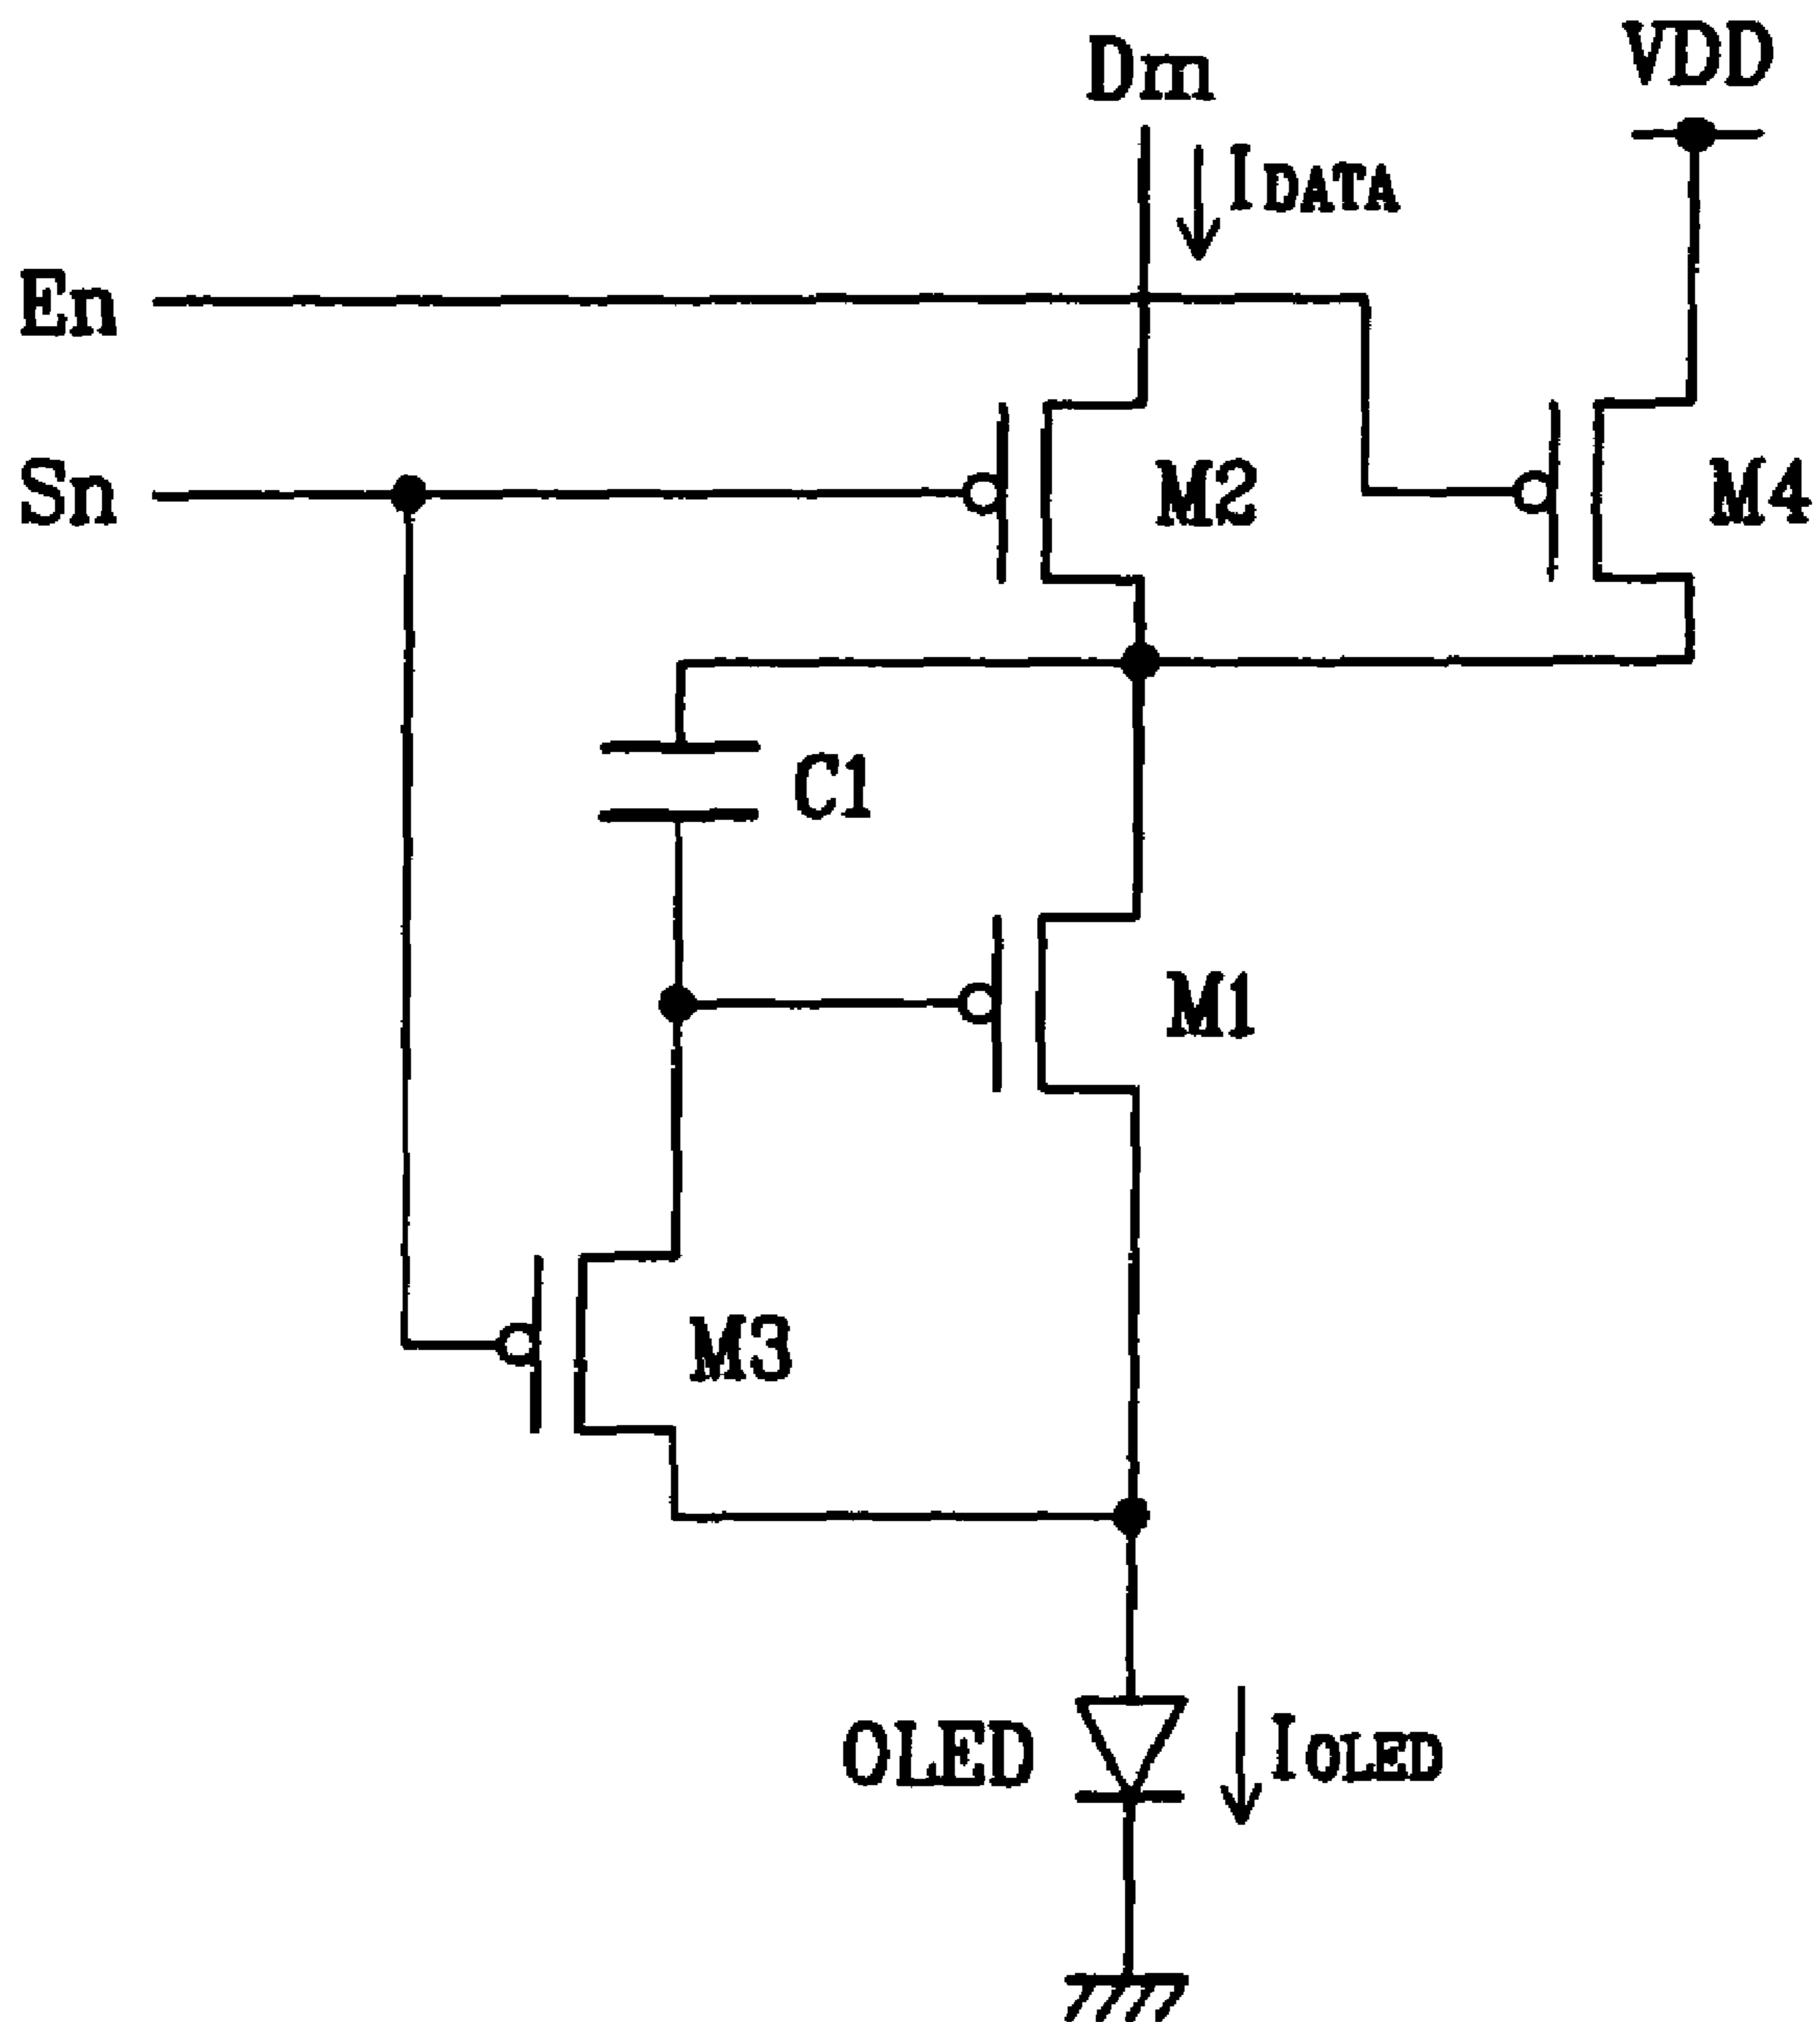 Dm
VDD
IDATA
En
Sn
M2
M4
C1
M1
M3
OLED
IOLED